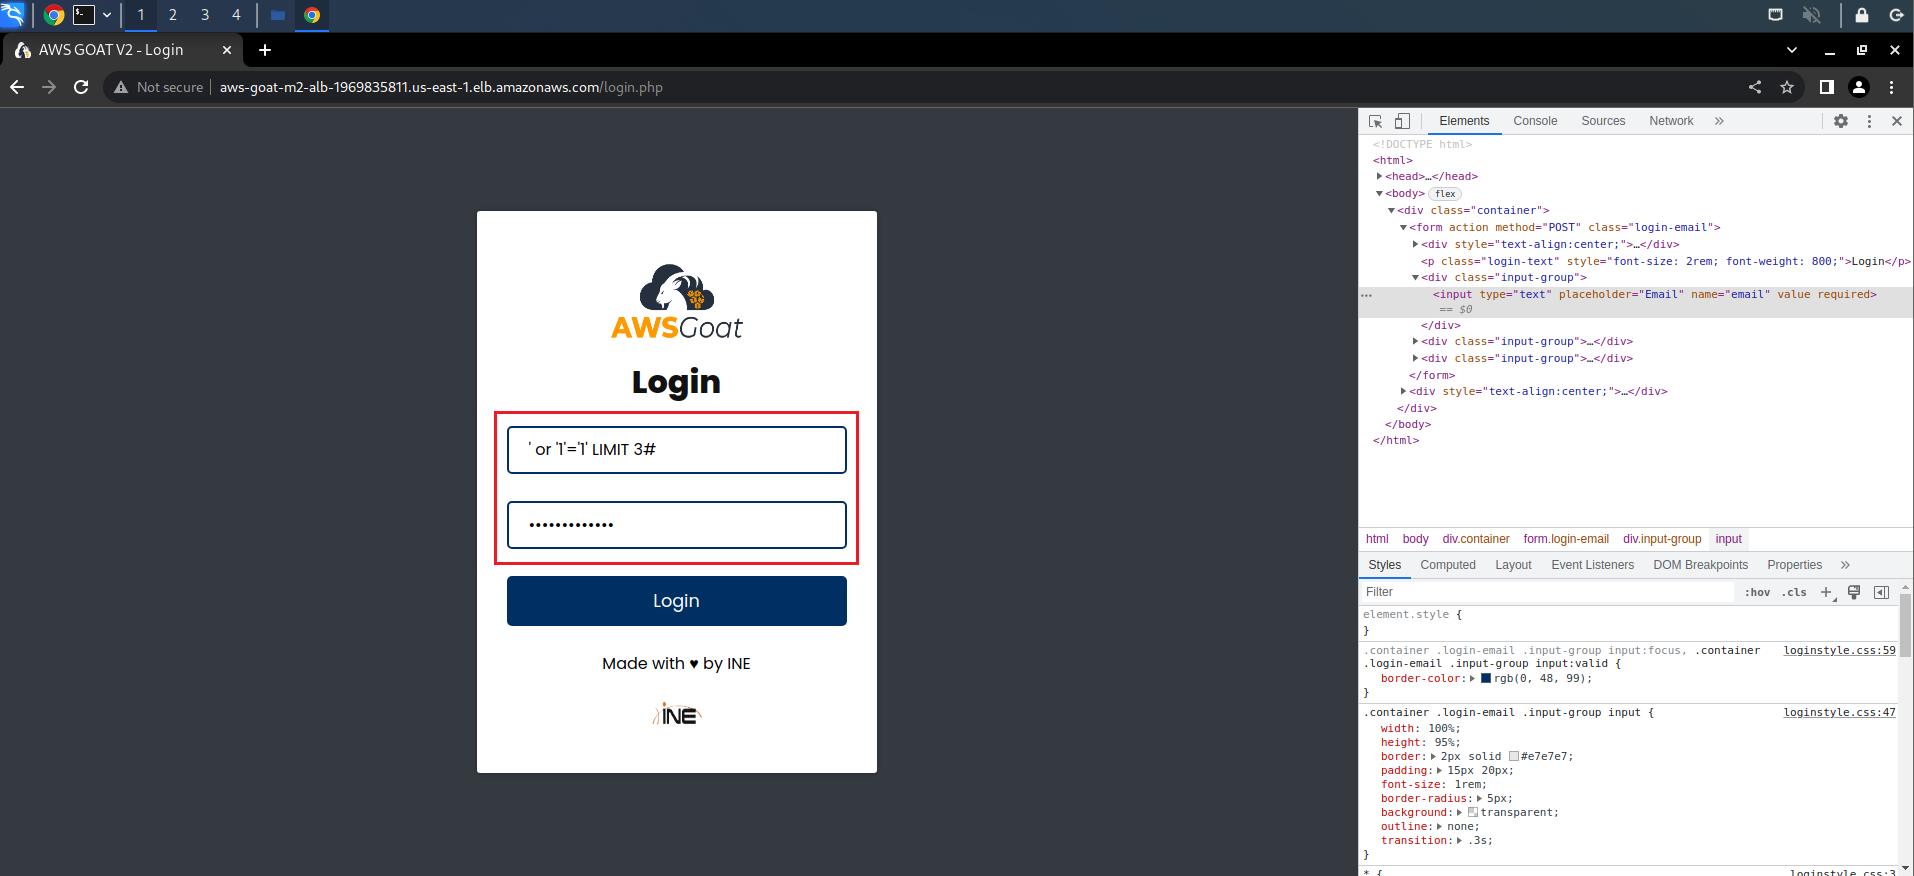 1 2 3 4
AWS GOAT V2 - Login
Not secure aws-goat-m2-alb-1969835811.us-east-1.elb.amazonaws.com/login.php
AWSGoat
Login
' or '1'='1' LIMIT 3#
•••••••••••••
Login
Made with ♥ by INE
INE
Elements Console Sources Network »
<!DOCTYPE html>
<html>
<head>…</head>
<body> flex
<div class="container">
<form action method="POST" class="login-email">
<div style="text-align:center;">…</div>
<p class="login-text" style="font-size: 2rem; font-weight: 800;">Login</p>
<div class="input-group">
<input type="text" placeholder="Email" name="email" value required>
== $0
</div>
<div class="input-group">…</div>
<div class="input-group">…</div>
</form>
<div style="text-align:center;">…</div>
</div>
</body>
</html>
html body div.container form.login-email div.input-group input
Styles Computed Layout Event Listeners DOM Breakpoints Properties »
Filter :hov .cls +
element.style {
}
.container .login-email .input-group input:focus, .container loginstyle.css:59
.login-email .input-group input:valid {
border-color: rgb(0, 48, 99);
}
.container .login-email .input-group input { loginstyle.css:47
width: 100%;
height: 95%;
border: 2px solid #e7e7e7;
padding: 15px 20px;
font-size: 1rem;
border-radius: 5px;
background: transparent;
outline: none;
transition: .3s;
}
* { loginstyle.css:3